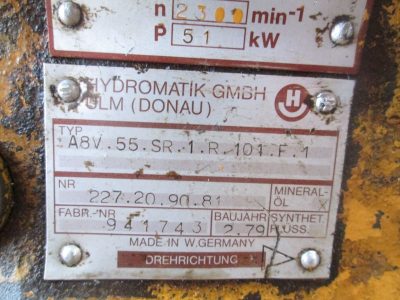 n 2300 min-1
P 51 kW
HYDROMATIK GMBH
ULM (DONAU)
H
TYP
A8V.55.SR.1.R.101.F.1
NR
227.20.90.81
MINERAL-
ÖL
FABR.-NR
941743
BAUJAHR
2.79
SYNTHET.
FLÜSS.
MADE IN W.GERMANY
DREHRICHTUNG